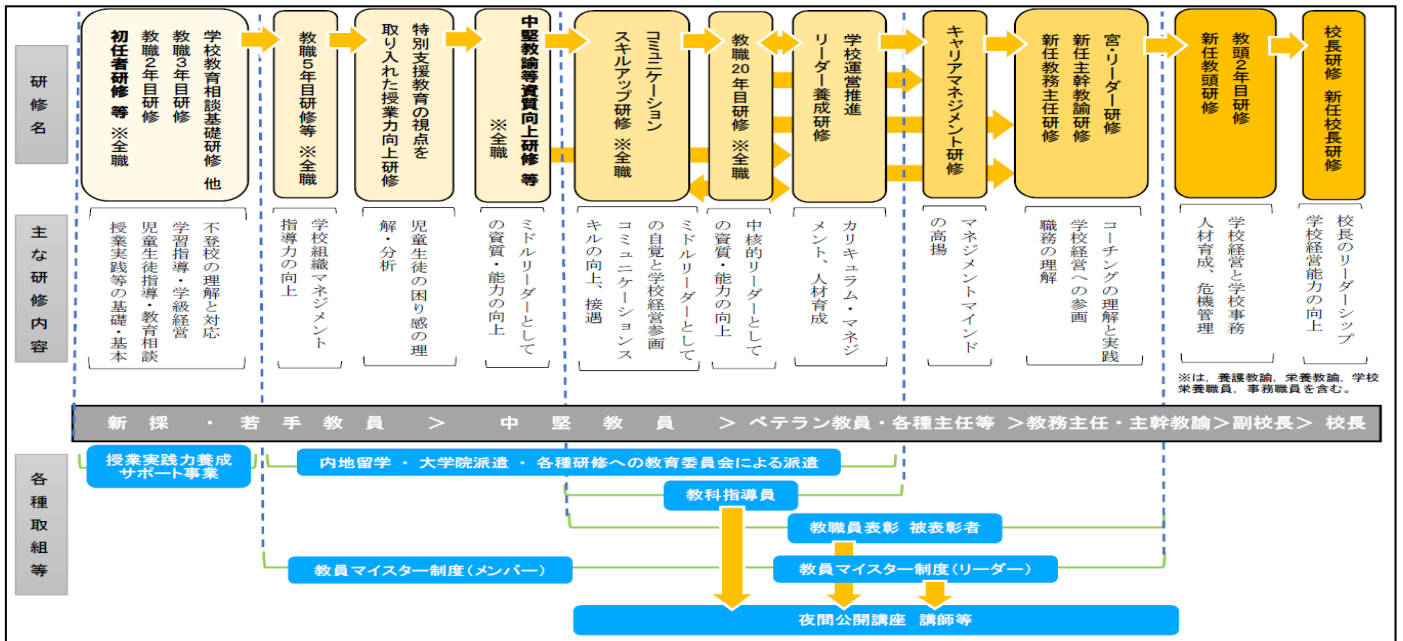 研修名
初任者研修 等 ※全職
教職2年目研修
教職3年目研修
学校教育相談基礎研修 他
教職5年目研修等 ※全職
特別支援教育の視点を
取り入れた授業力向上研修
中堅教諭等資質向上研修 等
※全職
コミュニケーション
スキルアップ研修 ※全職
教職20年目研修 ※全職
学校運営推進
リーダー養成研修
キャリアマネジメント研修
宮・リーダー研修
新任主幹教諭研修
新任教務主任研修
教頭2年目研修
新任教頭研修
校長研修 新任校長研修
主な研修内容
不登校の理解と対応
学習指導・学級経営
児童生徒指導・教育相談
授業実践等の基礎・基本
学校組織マネジメント
指導力の向上
児童生徒の困り感の理
解・分析
ミドルリーダーとして
の資質・能力の向上
ミドルリーダーとして
の自覚と学校経営参画
コミュニケーションス
キルの向上、接遇
中核的リーダーとして
の資質・能力の向上
カリキュラム・マネジ
メント、人材育成
マネジメントマインド
の高揚
コーチングの理解と実践
学校経営への参画
職務の理解
学校経営と学校事務
人材育成、危機管理
校長のリーダーシップ
学校経営能力の向上
※は，養護教諭，栄養教諭，学校
栄養職員，事務職員を含む。
新採・若手教員＞中堅教員＞ベテラン教員・各種主任等＞教務主任・主幹教諭＞副校長＞校長
各種取組等
授業実践力養成
サポート事業
内地留学・大学院派遣・各種研修への教育委員会による派遣
教科指導員
教職員表彰 被表彰者
教員マイスター制度（メンバー）
教員マイスター制度（リーダー）
夜間公開講座 講師等